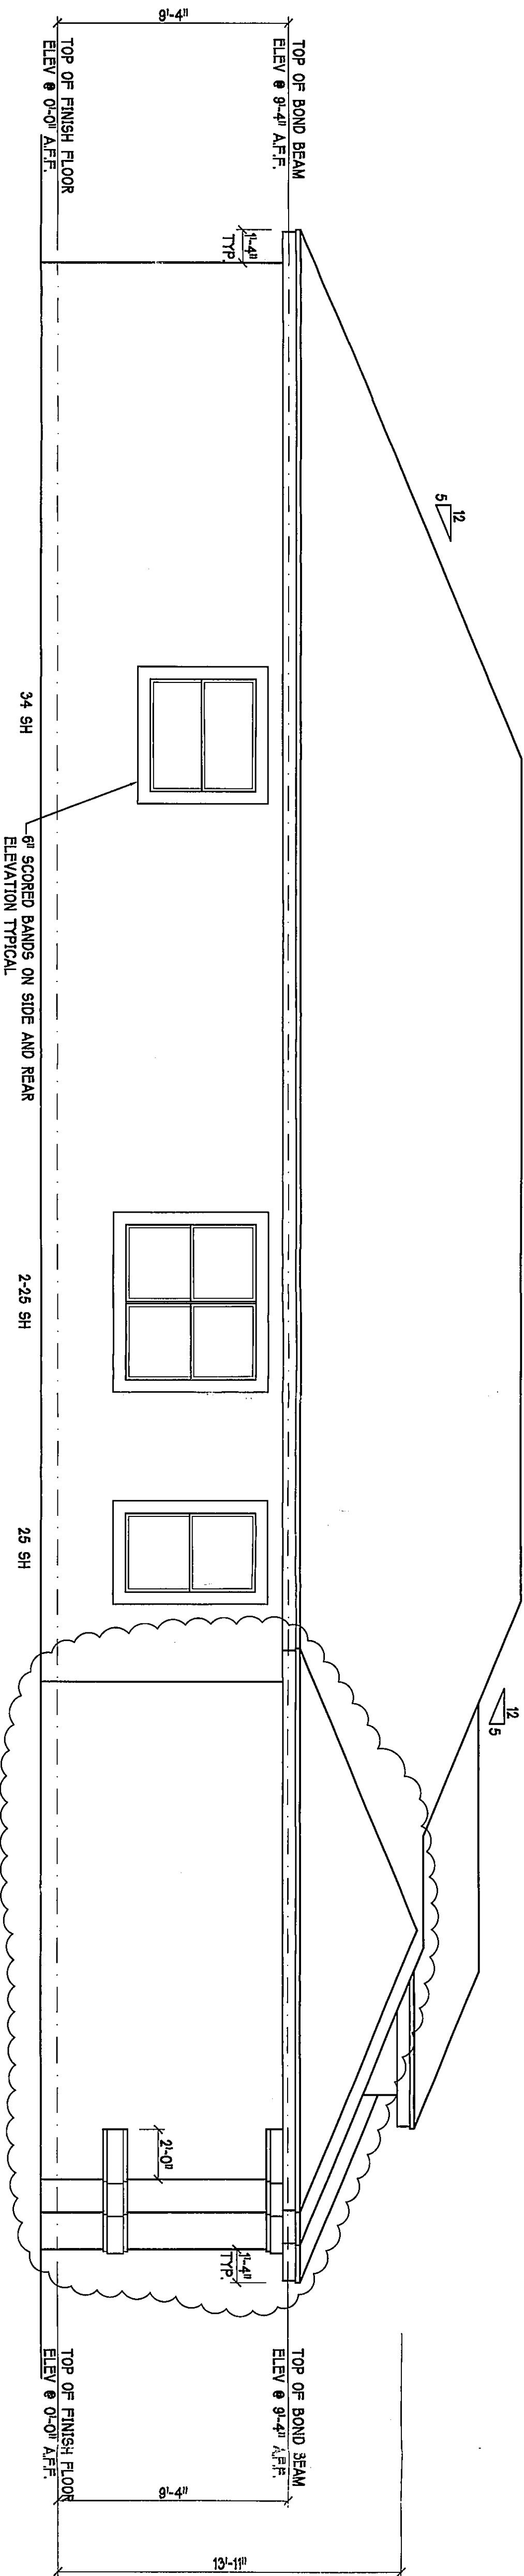 9'-4"
TOP OF BOND BEAM
ELEV @ 9'-4" A.F.F.
TOP OF FINISH FLOOR
ELEV @ 0'-0" A.F.F.
1'-4"
TYP.
12
5
34 SH
6" SCORED BANDS ON SIDE AND REAR
ELEVATION TYPICAL
2-25 SH
25 SH
12
5
2'-0"
1'-4"
TYP.
TOP OF BOND BEAM
ELEV @ 9'-4" A.F.F.
TOP OF FINISH FLOOR
ELEV @ 0'-0" A.F.F.
9'-4"
13'-11"